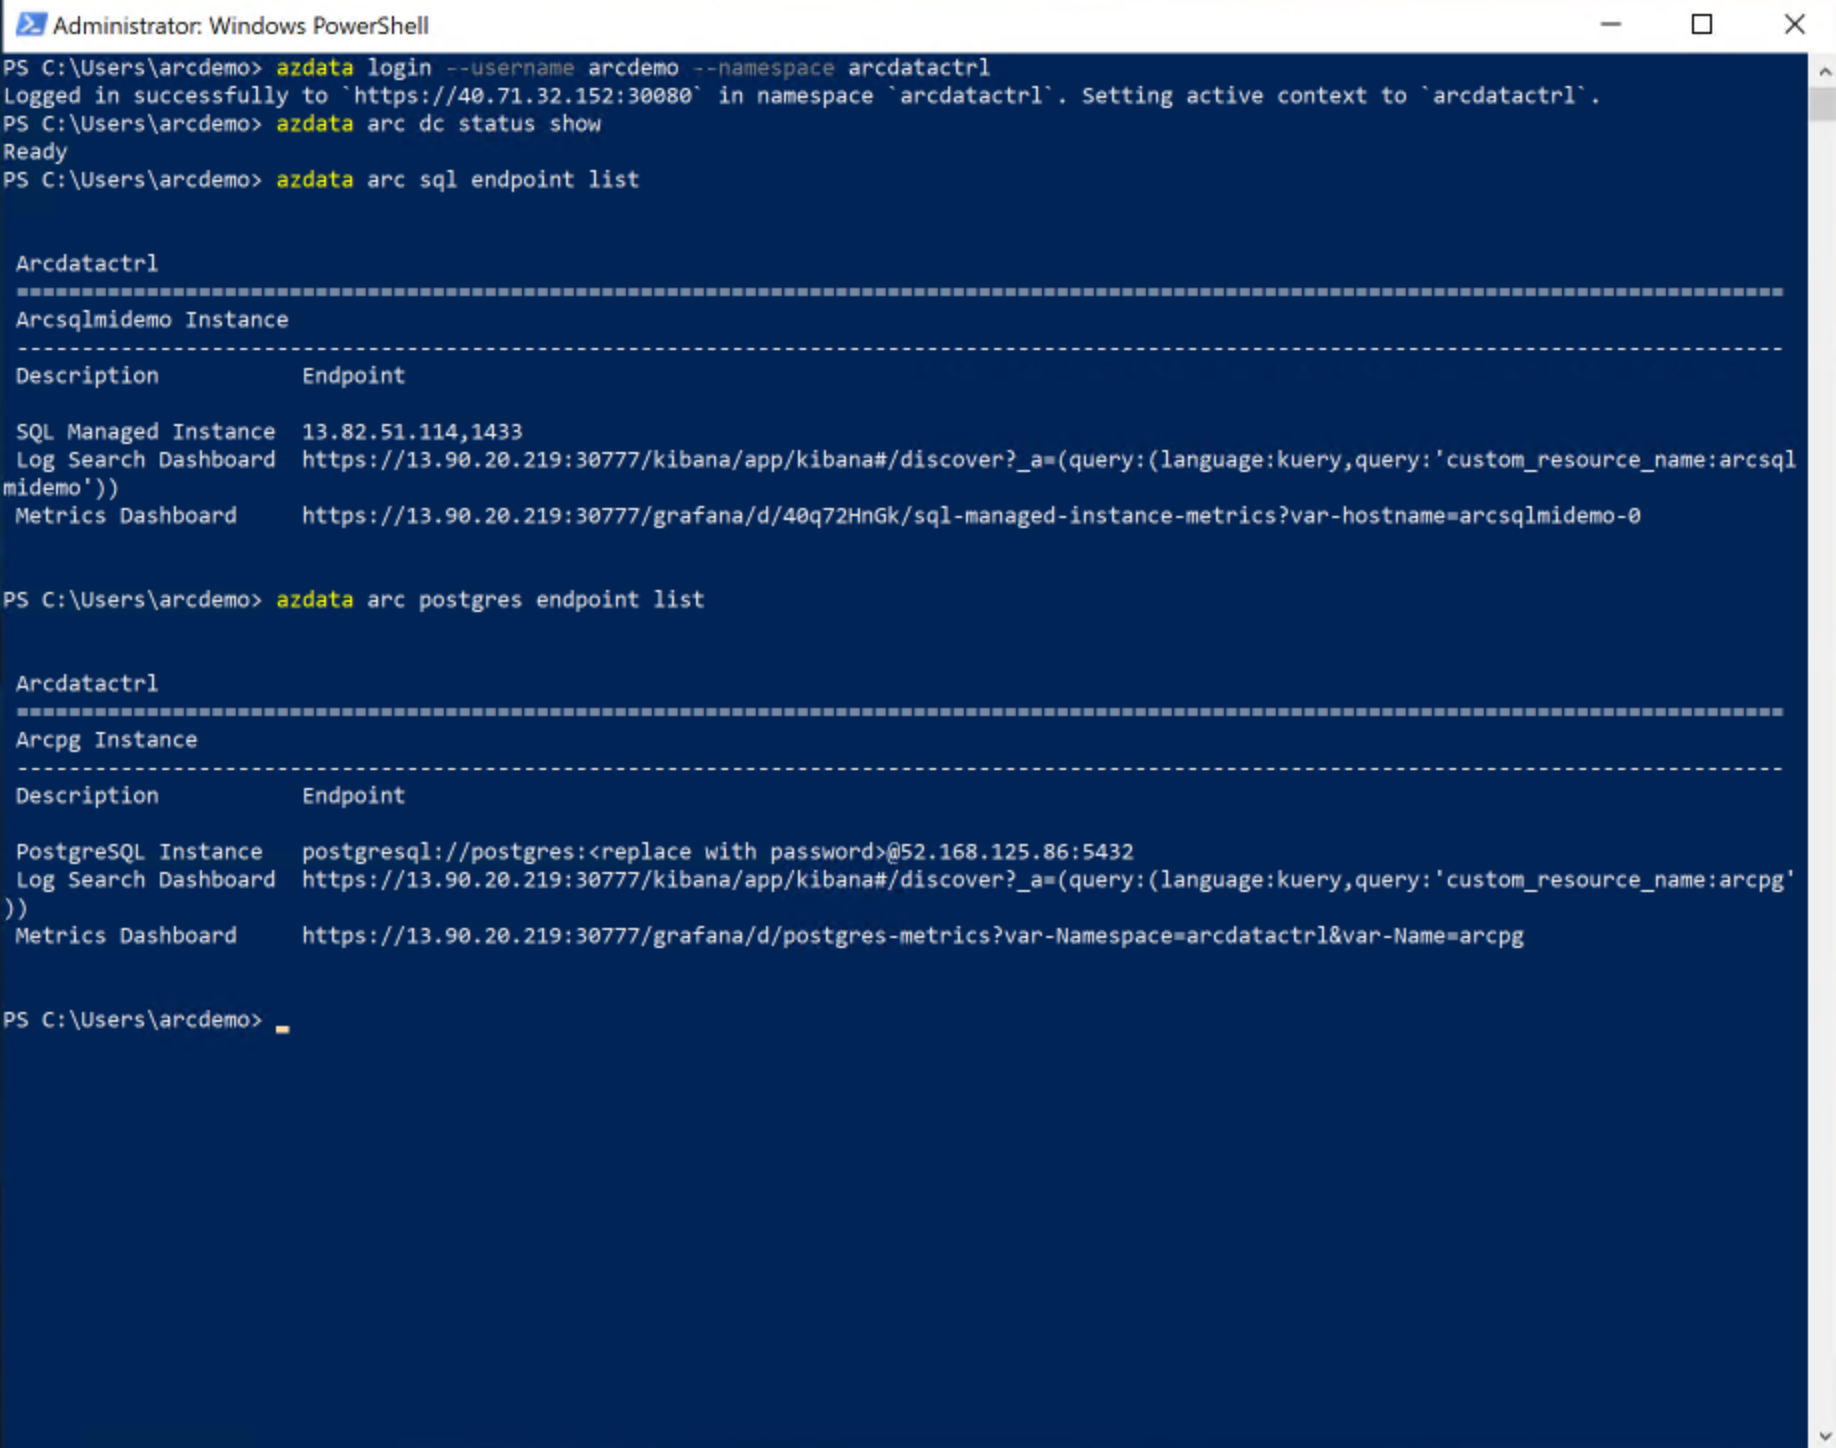 Administrator: Windows PowerShell
PS C:\Users\arcdemo> azdata login --username arcdemo --namespace arcdatactrl
Logged in successfully to `https://40.71.32.152:30080` in namespace `arcdatactrl`. Setting active context to `arcdatactrl`.
PS C:\Users\arcdemo> azdata arc dc status show
Ready
PS C:\Users\arcdemo> azdata arc sql endpoint list
Arcdatactrl
========================================================================================================================================
Arcsqlmidemo Instance
----------------------------------------------------------------------------------------------------------------------------------------
Description           Endpoint
SQL Managed Instance  13.82.51.114,1433
Log Search Dashboard  https://13.90.20.219:30777/kibana/app/kibana#/discover?_a=(query:(language:kuery,query:'custom_resource_name:arcsql
midemo'))
Metrics Dashboard     https://13.90.20.219:30777/grafana/d/40q72HnGk/sql-managed-instance-metrics?var-hostname=arcsqlmidemo-0
PS C:\Users\arcdemo> azdata arc postgres endpoint list
Arcdatactrl
========================================================================================================================================
Arcpg Instance
----------------------------------------------------------------------------------------------------------------------------------------
Description           Endpoint
PostgreSQL Instance   postgresql://postgres:<replace with password>@52.168.125.86:5432
Log Search Dashboard  https://13.90.20.219:30777/kibana/app/kibana#/discover?_a=(query:(language:kuery,query:'custom_resource_name:arcpg'
))
Metrics Dashboard     https://13.90.20.219:30777/grafana/d/postgres-metrics?var-Namespace=arcdatactrl&var-Name=arcpg
PS C:\Users\arcdemo>